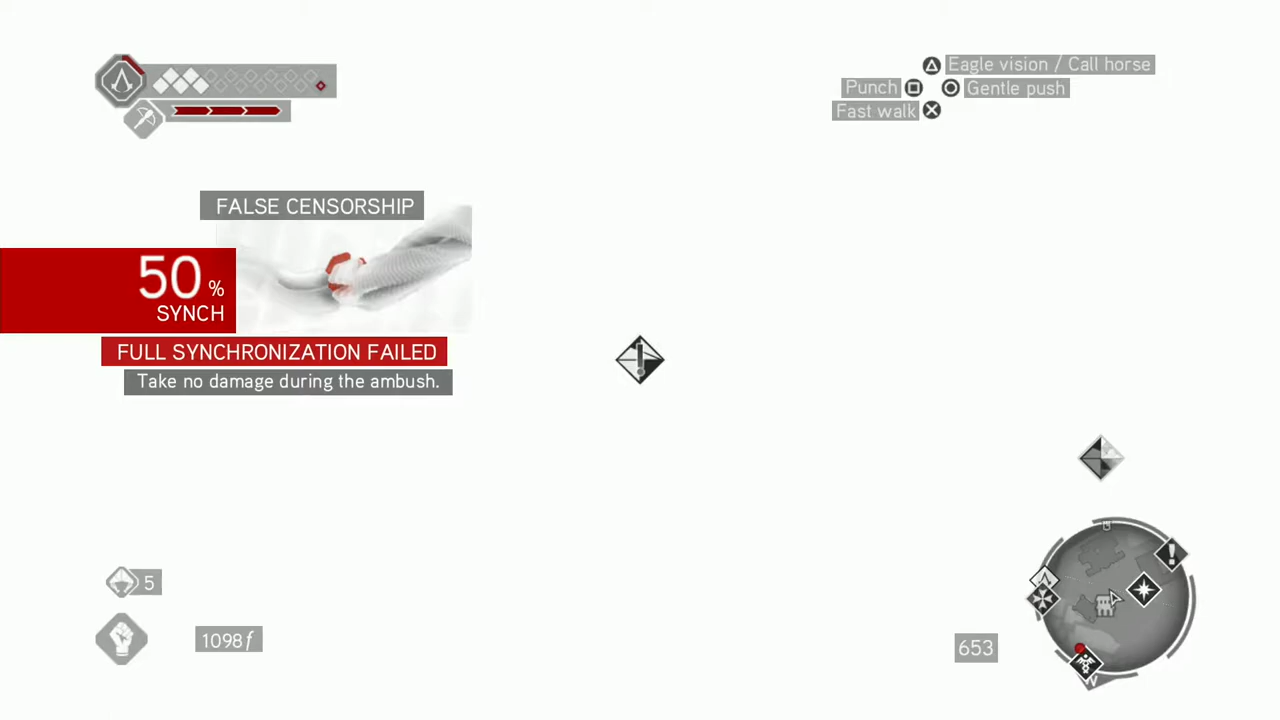 Eagle vision / Call horse
Punch
Gentle push
Fast walk
FALSE CENSORSHIP
50 %
SYNCH
FULL SYNCHRONIZATION FAILED
Take no damage during the ambush.
5
1098ƒ
653